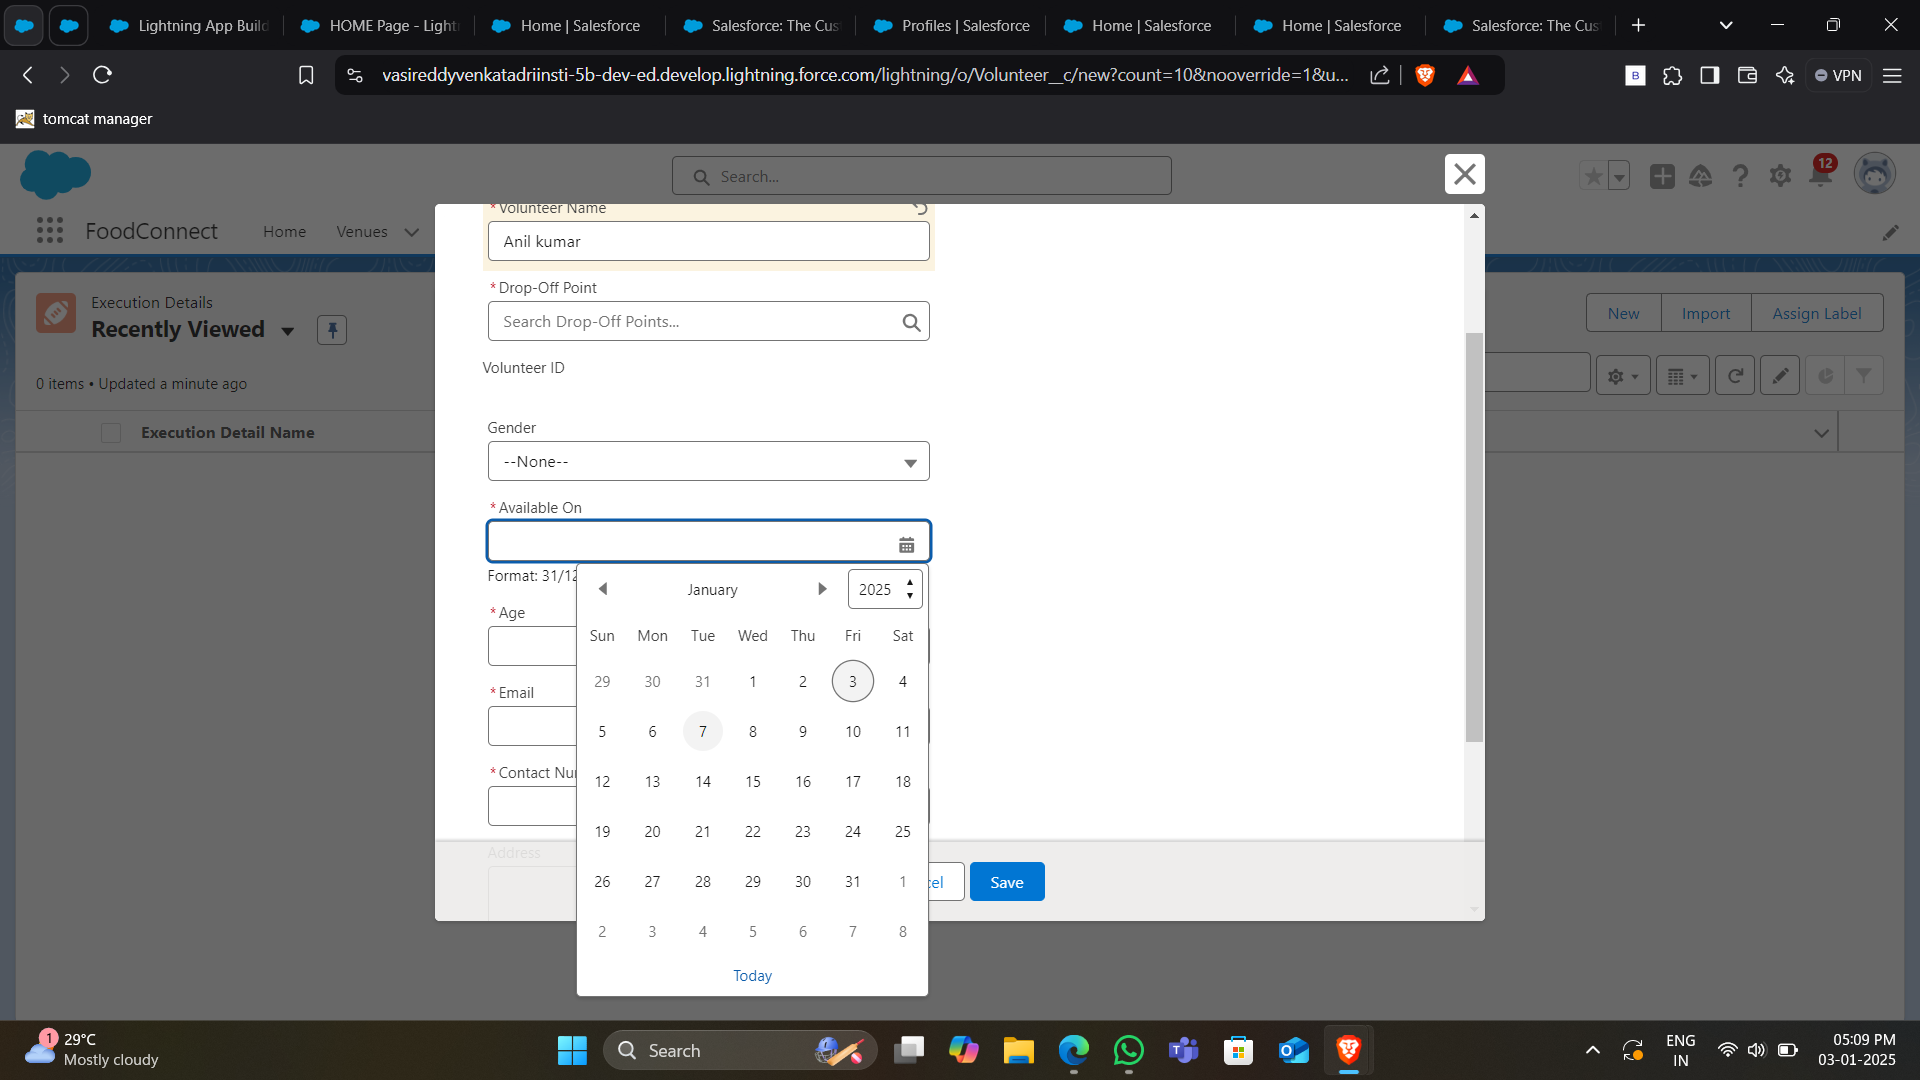 Lightning App Build
HOME Page - Light
Home | Salesforce
Salesforce: The Cus
Profiles | Salesforce
Home | Salesforce
Home | Salesforce
Salesforce: The Cus
vasireddyvenkatadriinsti-5b-dev-ed.develop.lightning.force.com/lightning/o/Volunteer__c/new?count=10&nooverride=1&u...
B
VPN
tomcat manager
Search...
12
FoodConnect
Home
Venues
Execution Details
Recently Viewed
0 items • Updated a minute ago
New
Import
Assign Label
Execution Detail Name
*Volunteer Name
Anil kumar
*Drop-Off Point
Search Drop-Off Points...
Volunteer ID
Gender
--None--
*Available On
Format: 31/12
*Age
*Email
*Contact Nu
Address
January
2025
Sun Mon Tue Wed Thu Fri Sat
29 30 31 1 2 3 4
5 6 7 8 9 10 11
12 13 14 15 16 17 18
19 20 21 22 23 24 25
26 27 28 29 30 31 1
2 3 4 5 6 7 8
Today
cel
Save
1
29°C
Mostly cloudy
Search
ENG
IN
05:09 PM
03-01-2025